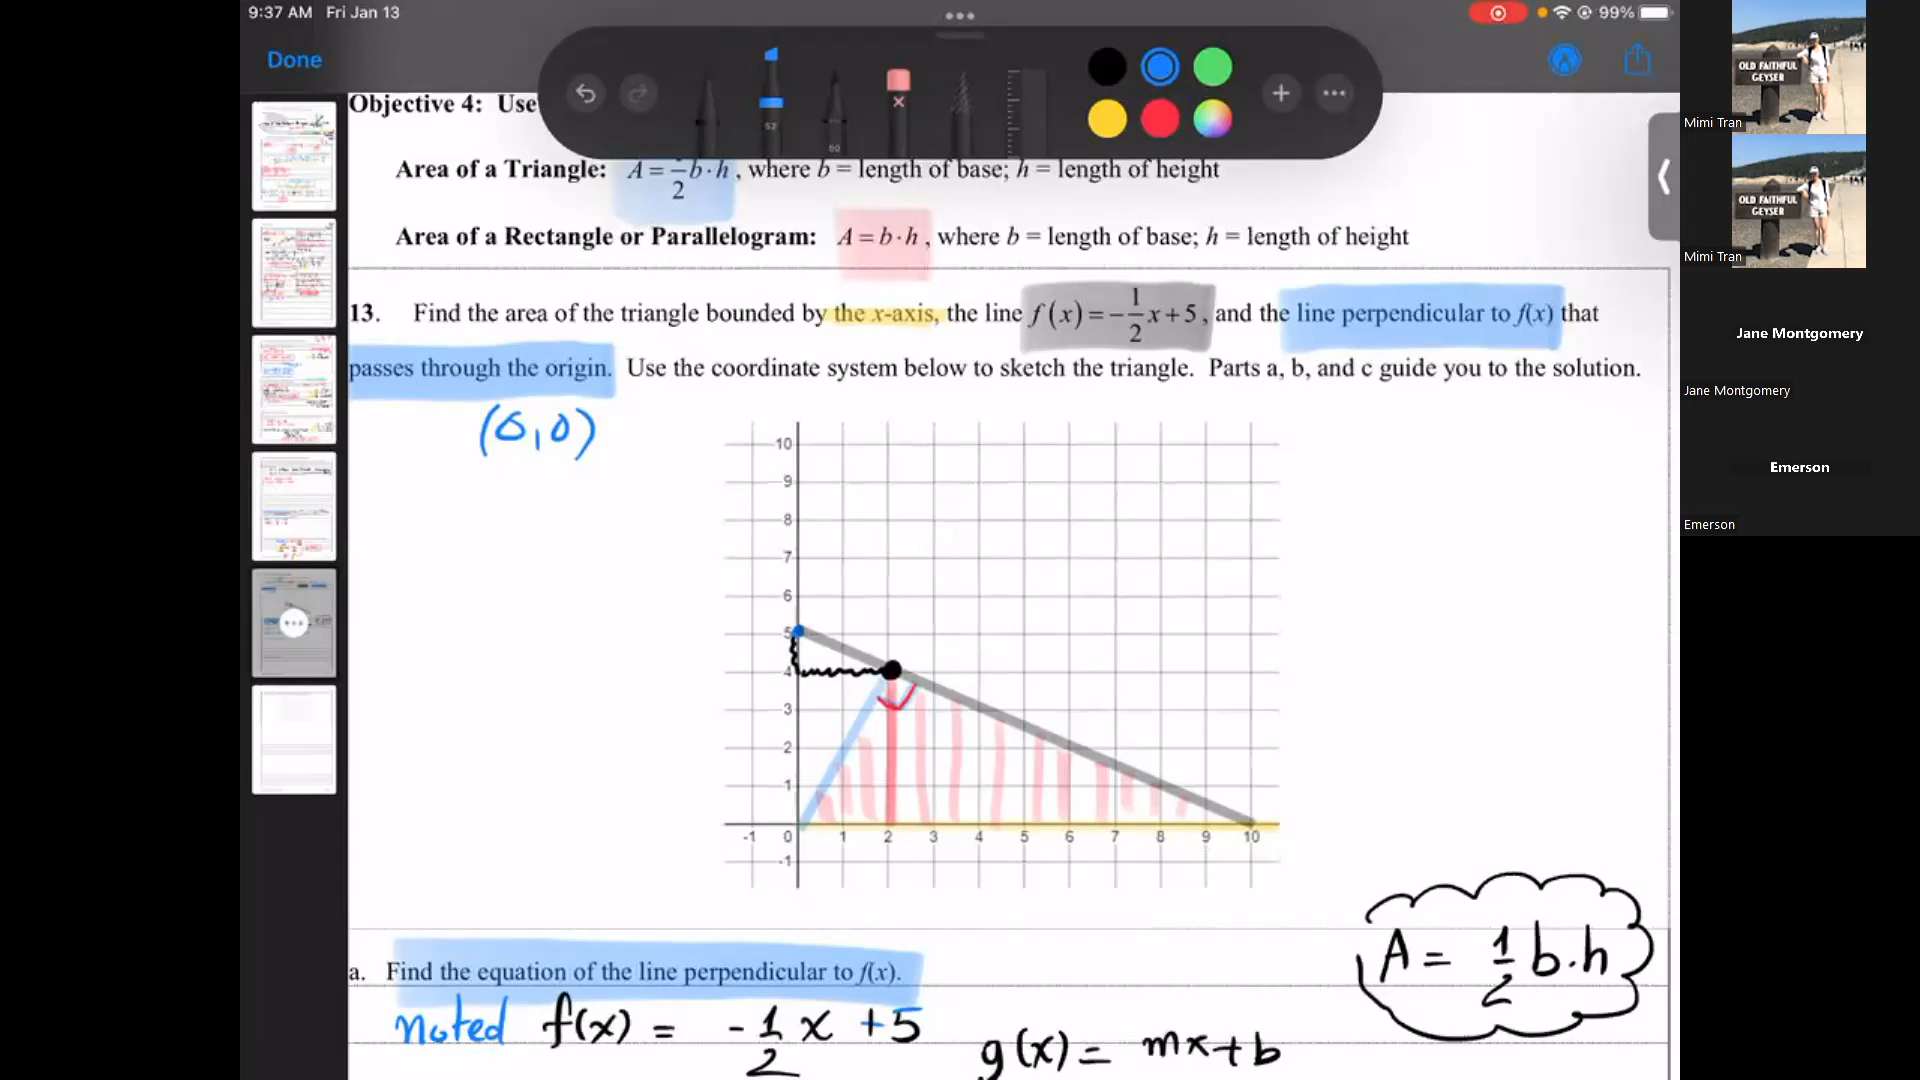 9:37 AM Fri Jan 13
99%
Done
52
60
Objective 4: Use
Area of a Triangle: A = —b · h, where b = length of base; h = length of height
2
Area of a Rectangle or Parallelogram: A = b · h, where b = length of base; h = length of height
13. Find the area of the triangle bounded by the x-axis, the line f(x) = -1/2 x + 5, and the line perpendicular to f(x) that
passes through the origin. Use the coordinate system below to sketch the triangle. Parts a, b, and c guide you to the solution.
(0,0)
10
9
8
7
6
5
4
3
2
1
-1 0 1 2 3 4 5 6 7 8 9 10
-1
A = 1/2 b.h
a. Find the equation of the line perpendicular to f(x).
noted f(x) = -1/2 x +5
g(x) = mx+b
OLD FAITHFUL
GEYSER
Mimi Tran
OLD FAITHFUL
GEYSER
Mimi Tran
Jane Montgomery
Jane Montgomery
Emerson
Emerson